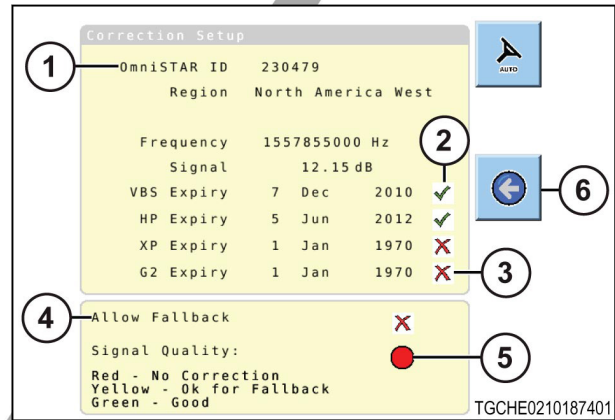 Correction Setup
AUTO
1
OmniSTAR ID 230479
Region North America West
Frequency 1557855000 Hz
2
Signal 12.15 dB
VBS Expiry 7 Dec 2010
6
HP Expiry 5 Jun 2012
XP Expiry 1 Jan 1970
G2 Expiry 1 Jan 1970
3
4
Allow Fallback
Signal Quality:
5
Red - No Correction
Yellow - Ok for Fallback
Green - Good
TGCHE0210187401